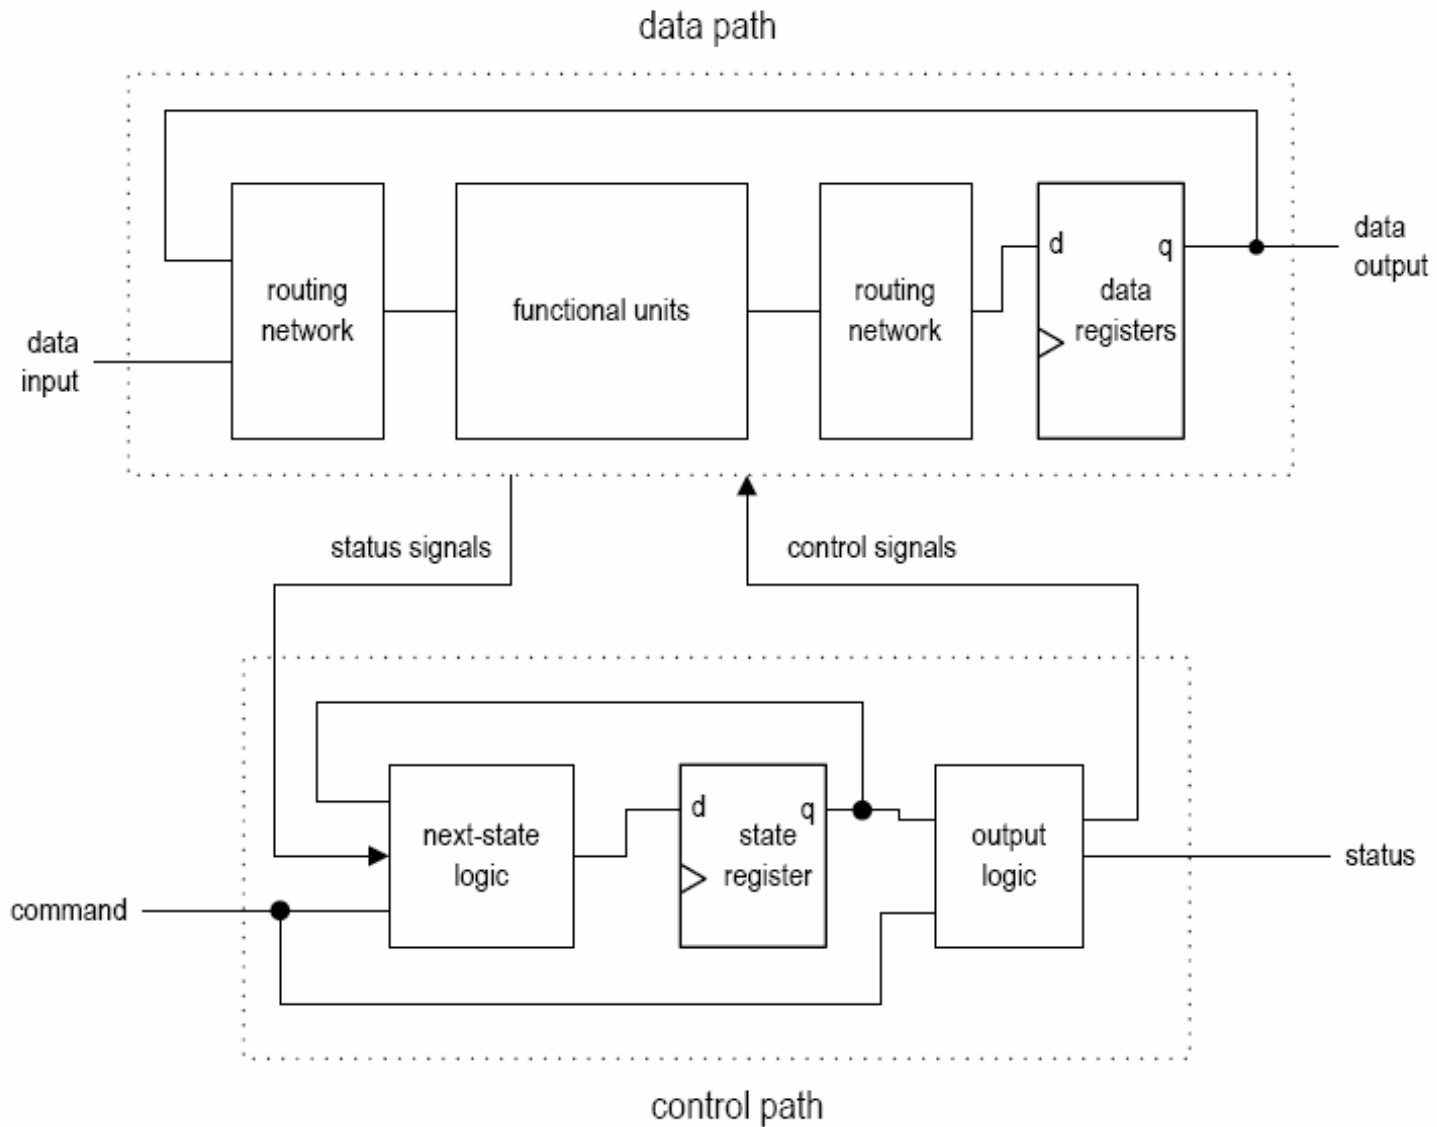 data path
routing
network
functional units
routing
network
d
q
data
registers
data
output
data
input
status signals
control signals
next-state
logic
d
q
state
register
output
logic
status
command
control path